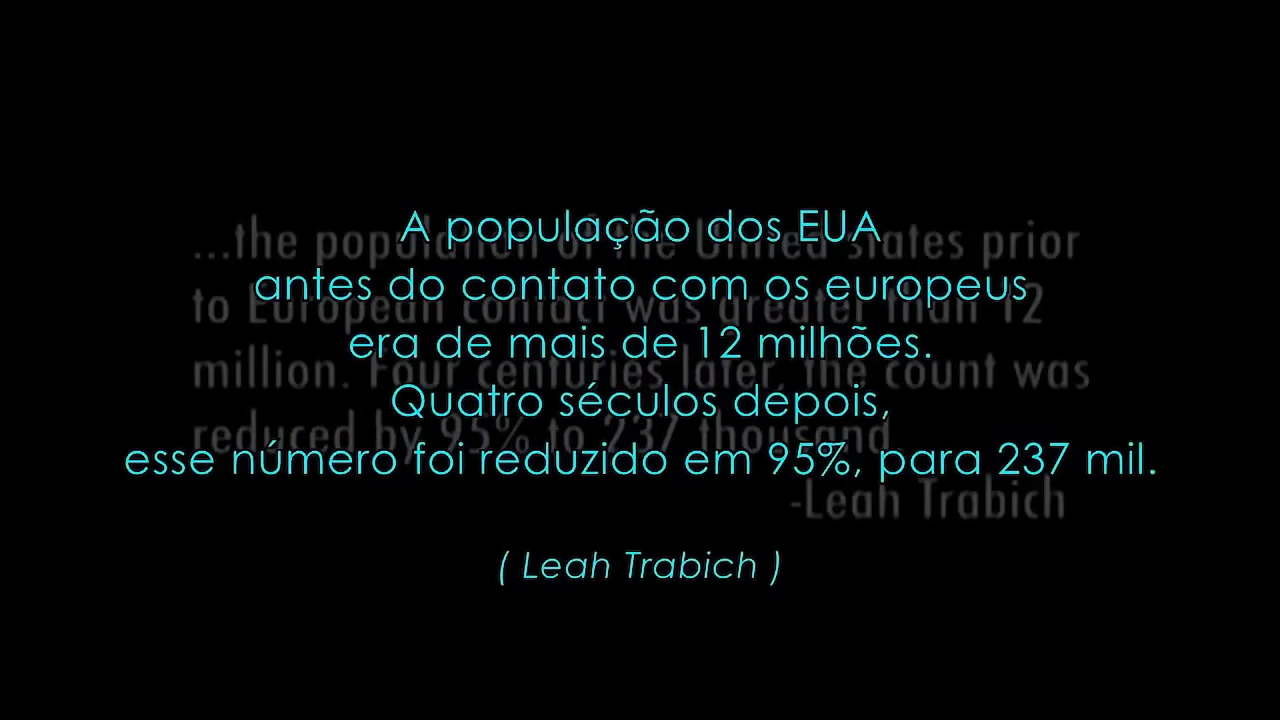 A população dos EUA
antes do contato com os europeus
era de mais de 12 milhões.
Quatro séculos depois,
esse número foi reduzido em 95%, para 237 mil.
( Leah Trabich )
...the population of the United states prior
to European contact was greater than 12
million. Four centuries later, the count was
reduced by 95% to 237 thousand
-Leah Trabich